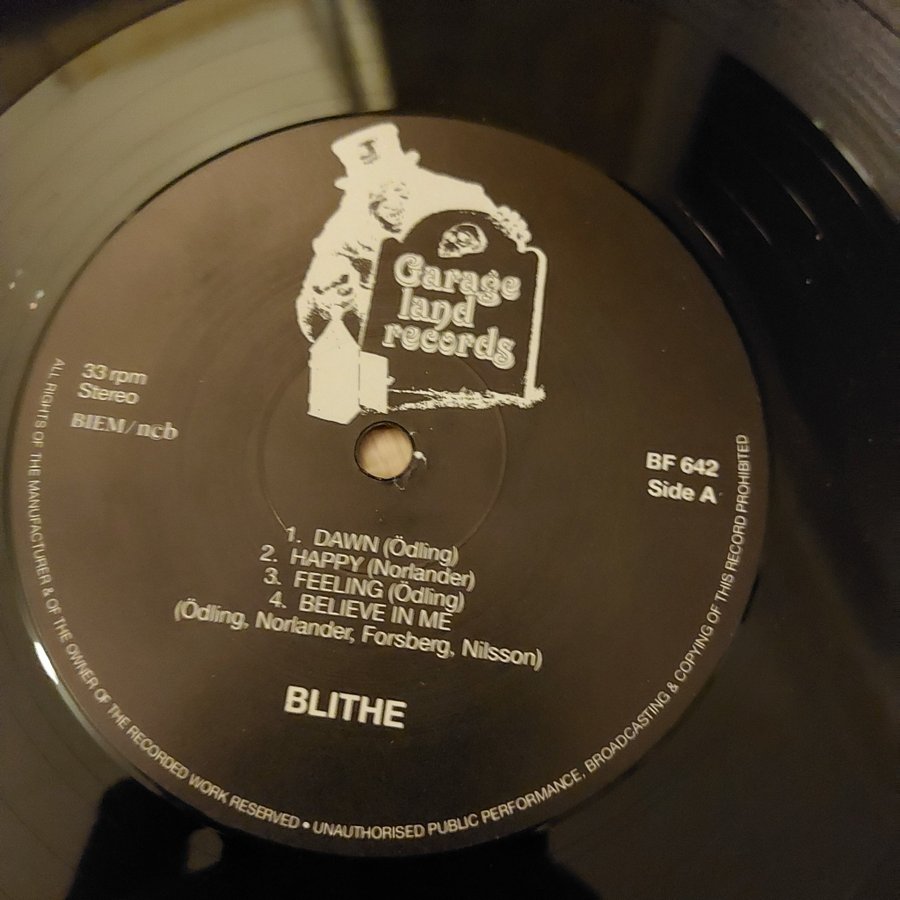 Garage
land
records
33 rpm
Stereo
BIEM/ncb
BF 642
Side A
1. DAWN (Ödling)
2. HAPPY (Norlander)
3. FEELING (Ödling)
4. BELIEVE IN ME
(Ödling, Norlander, Forsberg, Nilsson)
BLITHE
ALL RIGHTS OF THE MANUFACTURER & OF THE OWNER OF THE RECORDED WORK RESERVED • UNAUTHORISED PUBLIC PERFORMANCE, BROADCASTING & COPYING OF THIS RECORD PROHIBITED